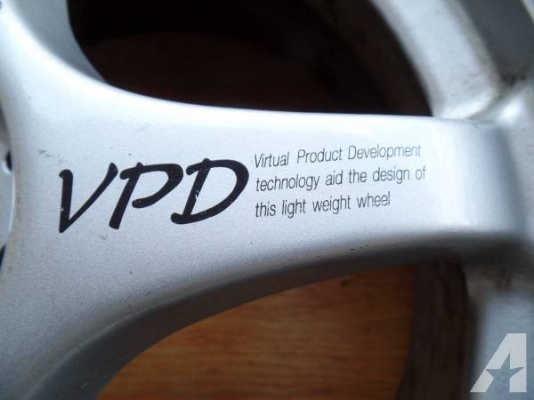 VPD
Virtual Product Development
technology aid the design of
this light weight wheel
A